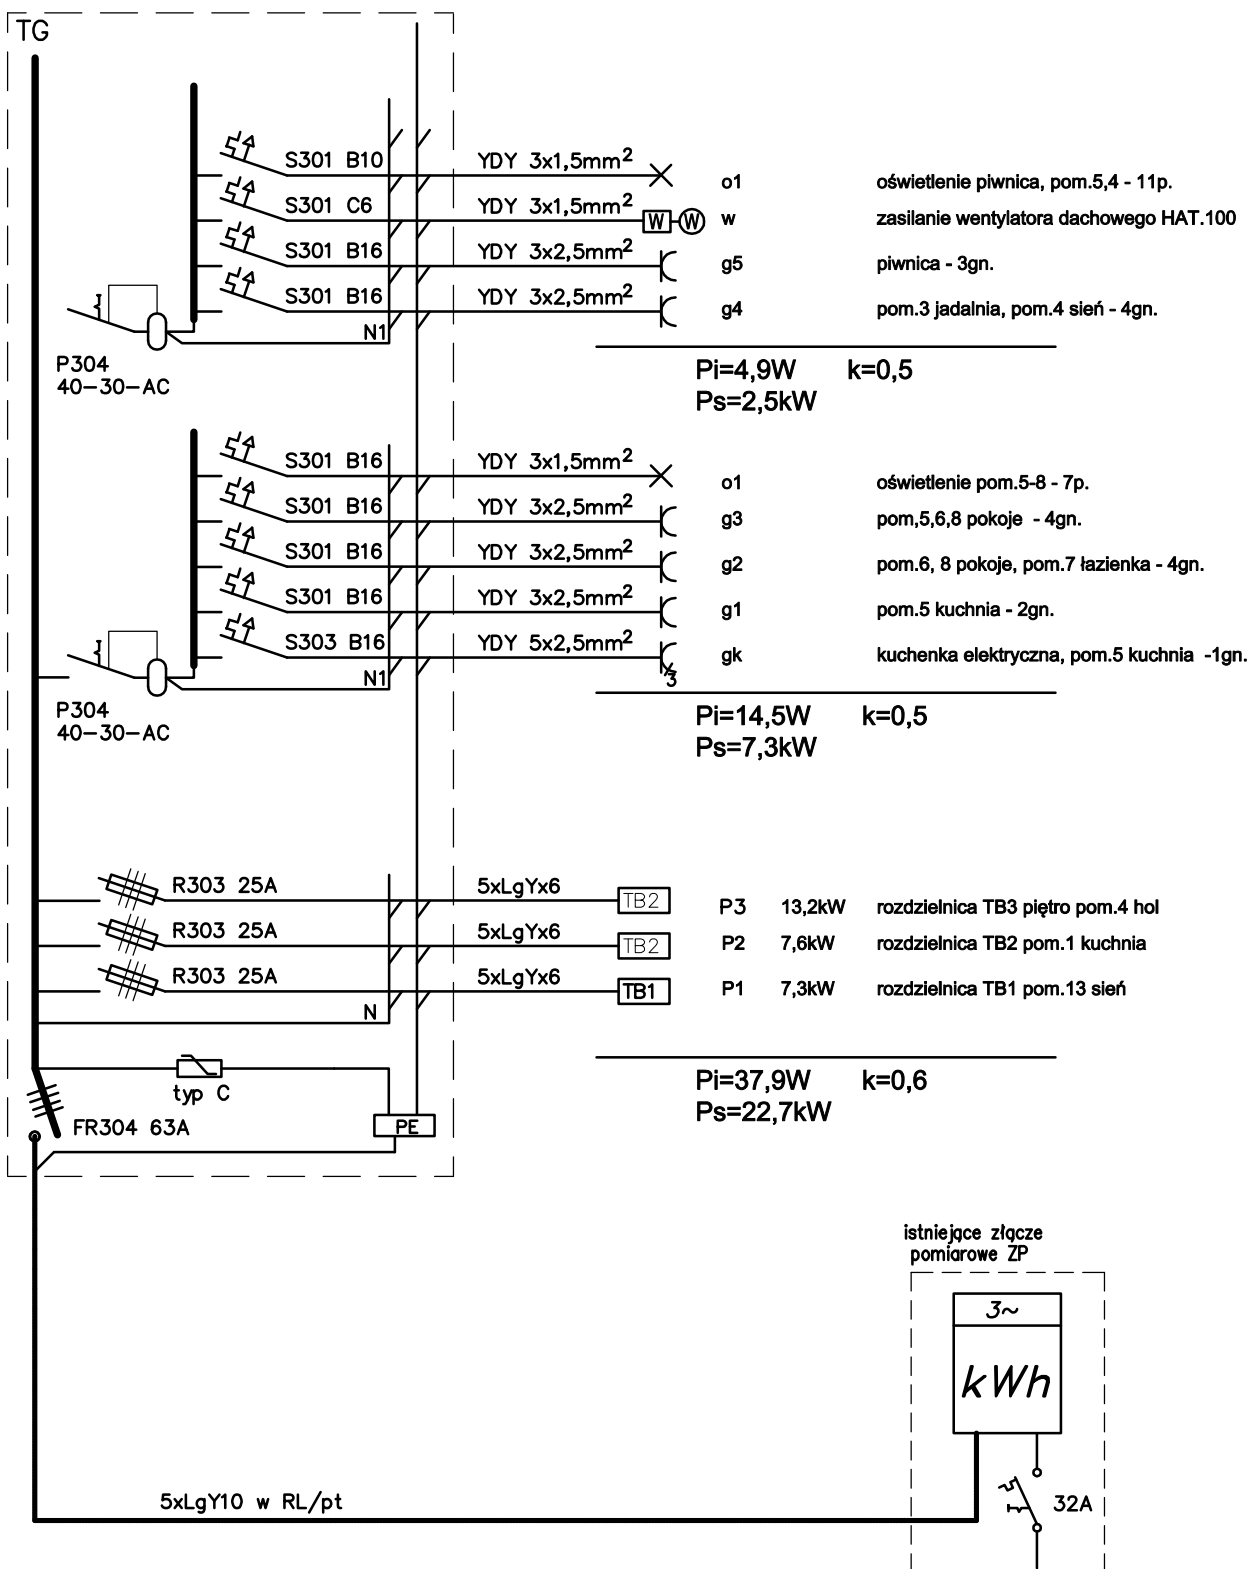 TG
S301 B10 YDY 3x1,5mm² o1 oświetlenie piwnica, pom.5,4 - 11p.
S301 C6 YDY 3x1,5mm² W W w zasilanie wentylatora dachowego HAT.100
S301 B16 YDY 3x2,5mm² g5 piwnica - 3gn.
S301 B16 YDY 3x2,5mm² g4 pom.3 jadalnia, pom.4 sień - 4gn.
N1
P304
40-30-AC
Pi=4,9W k=0,5
Ps=2,5kW
S301 B16 YDY 3x1,5mm² o1 oświetlenie pom.5-8 - 7p.
S301 B16 YDY 3x2,5mm² g3 pom,5,6,8 pokoje - 4gn.
S301 B16 YDY 3x2,5mm² g2 pom.6, 8 pokoje, pom.7 łazienka - 4gn.
S301 B16 YDY 3x2,5mm² g1 pom.5 kuchnia - 2gn.
S303 B16 YDY 5x2,5mm² gk kuchenka elektryczna, pom.5 kuchnia -1gn.
N1 3
P304
40-30-AC
Pi=14,5W k=0,5
Ps=7,3kW
R303 25A 5xLgYx6 TB2 P3 13,2kW rozdzielnica TB3 piętro pom.4 hol
R303 25A 5xLgYx6 TB2 P2 7,6kW rozdzielnica TB2 pom.1 kuchnia
R303 25A 5xLgYx6 TB1 P1 7,3kW rozdzielnica TB1 pom.13 sień
N
typ C
Pi=37,9W k=0,6
Ps=22,7kW
FR304 63A PE
istniejące złącze
pomiarowe ZP
3~
kWh
32A
5xLgY10 w RL/pt